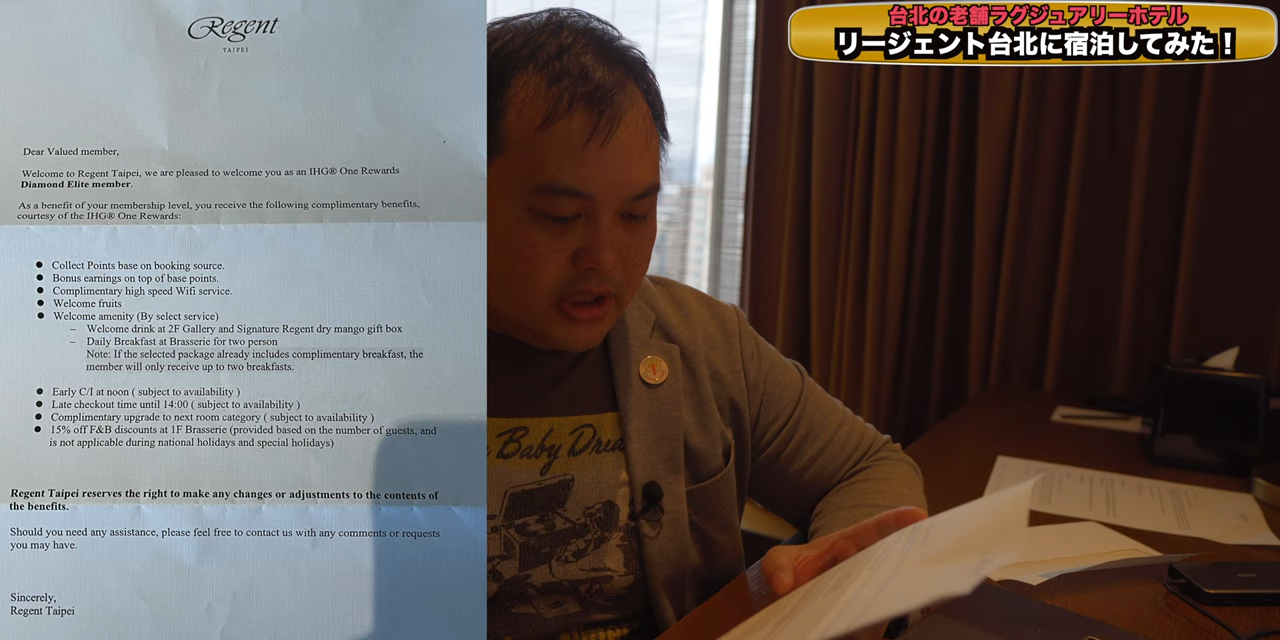 Regent
TAIPEI
Dear Valued member,
Welcome to Regent Taipei, we are pleased to welcome you as an IHG® One Rewards
Diamond Elite member.
As a benefit of your membership level, you receive the following complimentary benefits,
courtesy of the IHG® One Rewards:
● Collect Points base on booking source.
● Bonus earnings on top of base points.
● Complimentary high speed Wifi service.
● Welcome fruits
● Welcome amenity (By select service)
– Welcome drink at 2F Gallery and Signature Regent dry mango gift box
– Daily Breakfast at Brasserie for two person
Note: If the selected package already includes complimentary breakfast, the
member will only receive up to two breakfasts.
● Early C/I at noon ( subject to availability )
● Late checkout time until 14:00 ( subject to availability )
● Complimentary upgrade to next room category ( subject to availability )
● 15% off F&B discounts at 1F Brasserie (provided based on the number of guests, and
is not applicable during national holidays and special holidays)
Regent Taipei reserves the right to make any changes or adjustments to the contents of
the benefits.
Should you need any assistance, please feel free to contact us with any comments or requests
you may have.
Sincerely,
Regent Taipei
台北の老舗ラグジュアリーホテル
リージェント台北に宿泊してみた！
Baby